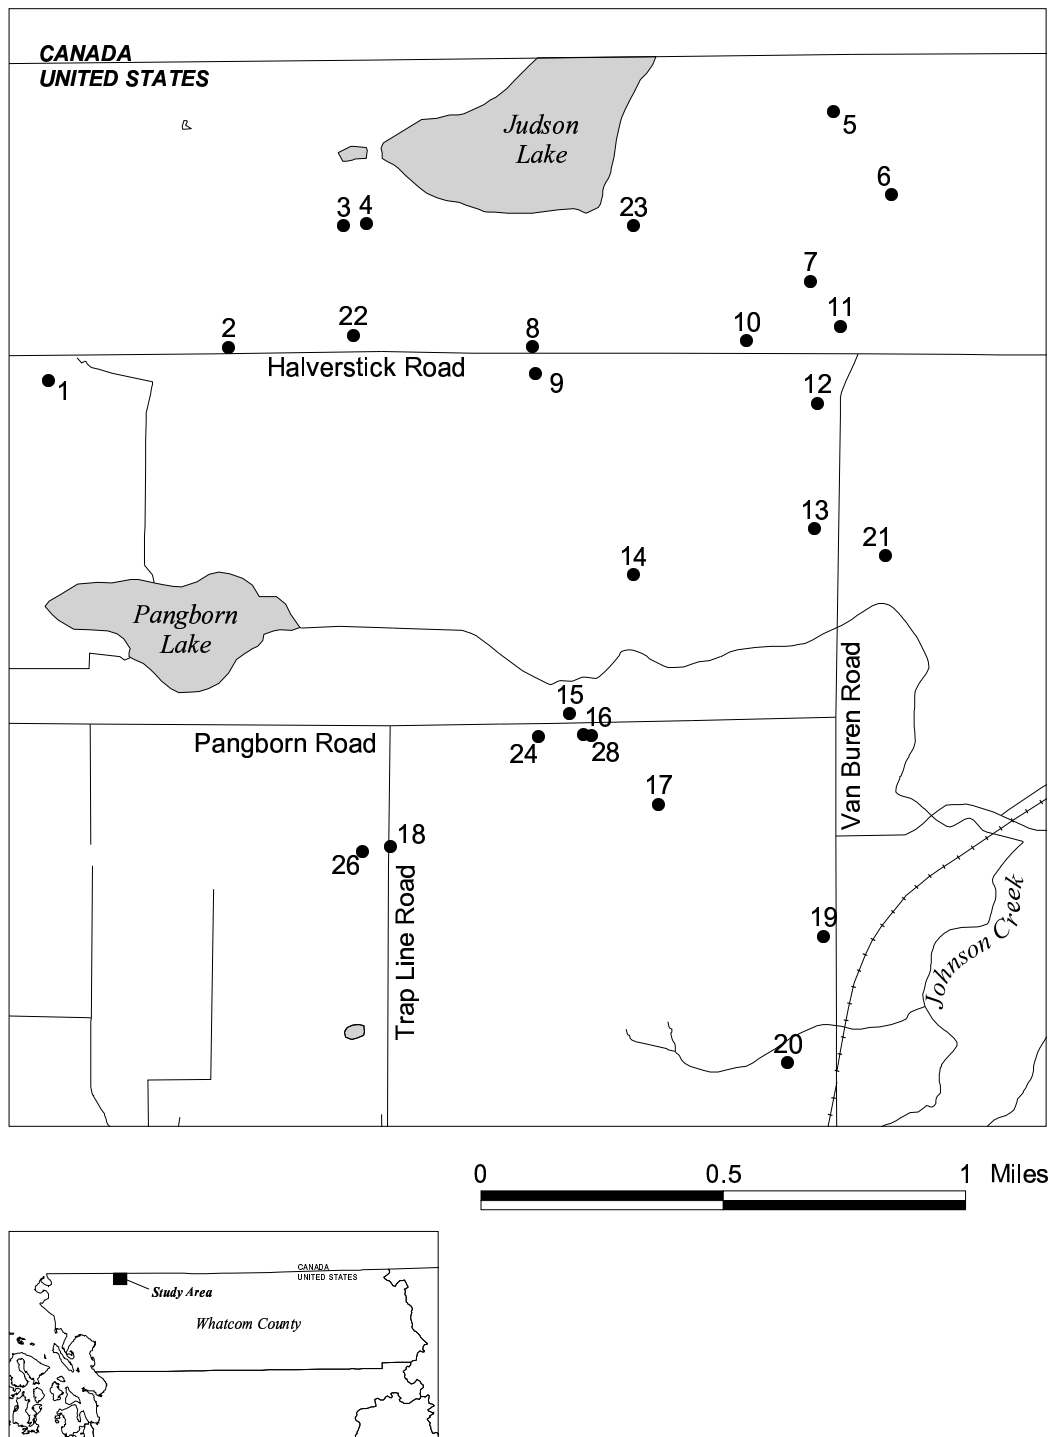 CANADA
UNITED STATES
Judson
Lake
5
6
3 4
23
7
11
2
22
8
10
Halverstick Road
1
9
12
13
21
14
Pangborn
Lake
15
16
Pangborn Road
24
28
Van Buren Road
17
18
26
Trap Line Road
19
Johnson Creek
20
0 0.5 1 Miles
CANADA
UNITED STATES
Study Area
Whatcom County